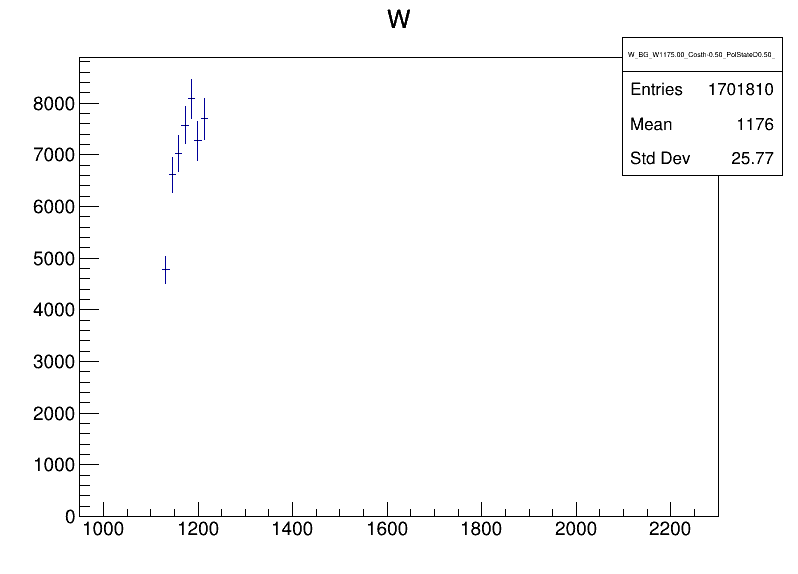 W
W_BG_W1175.00_Costh-0.50_PolStateD0.50_
Entries 1701810
Mean 1176
Std Dev 25.77
8000
7000
6000
5000
4000
3000
2000
1000
0
1000 1200 1400 1600 1800 2000 2200